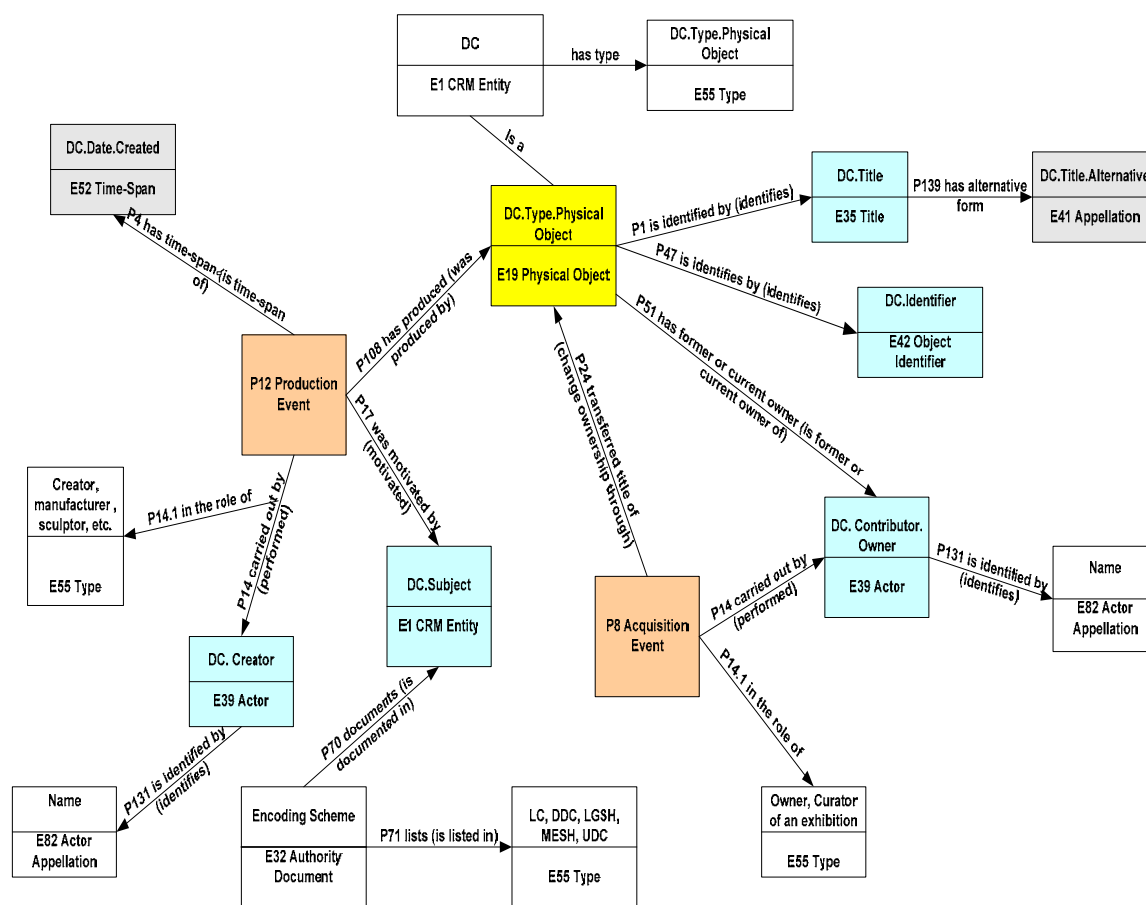 DC
E1 CRM Entity
has type
DC.Type.Physical
Object
E55 Type
Is a
DC.Date.Created
E52 Time-Span
P4 has time-span (is time-span
of)
DC.Type.Physical
Object
E19 Physical Object
P1 is identified by (identifies)
DC.Title
E35 Title
P139 has alternative
form
DC.Title.Alternative
E41 Appellation
P47 is identifies by (identifies)
DC.Identifier
E42 Object
Identifier
P51 has former or current owner (is former or
current owner of)
P108 has produced (was
produced by)
P12 Production
Event
P17 was motivated by
(motivated)
P24 transferred title of
(change ownership through)
Creator,
manufacturer ,
sculptor, etc.
E55 Type
P14.1 in the role of
P14 carried out by
(performed)
DC.Subject
E1 CRM Entity
P8 Acquisition
Event
P14 carried out by
(performed)
DC. Contributor.
Owner
E39 Actor
P131 is identified by
(identifies)
Name
E82 Actor
Appellation
DC. Creator
E39 Actor
P131 is identified by
(identifies)
Name
E82 Actor
Appellation
P70 documents (is
documented in)
Encoding Scheme
E32 Authority
Document
P71 lists (is listed in)
LC, DDC, LGSH,
MESH, UDC
E55 Type
P14.1 in the role of
Owner, Curator
of an exhibition
E55 Type